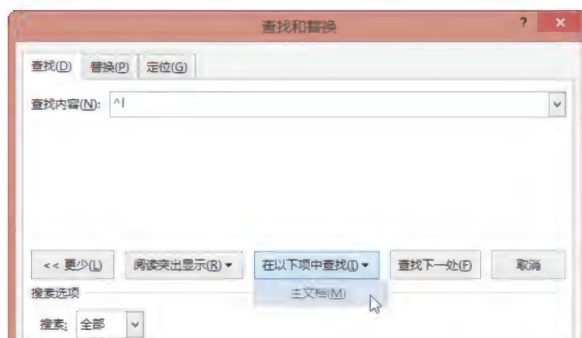 查找和替换 ? ×
查找(D) 替换(P) 定位(G)
查找内容(N): ^l
<< 更少(L) 阅读突出显示(R) 在以下项中查找(I) 查找下一处(F) 取消
主文档(M)
搜索选项
搜索: 全部